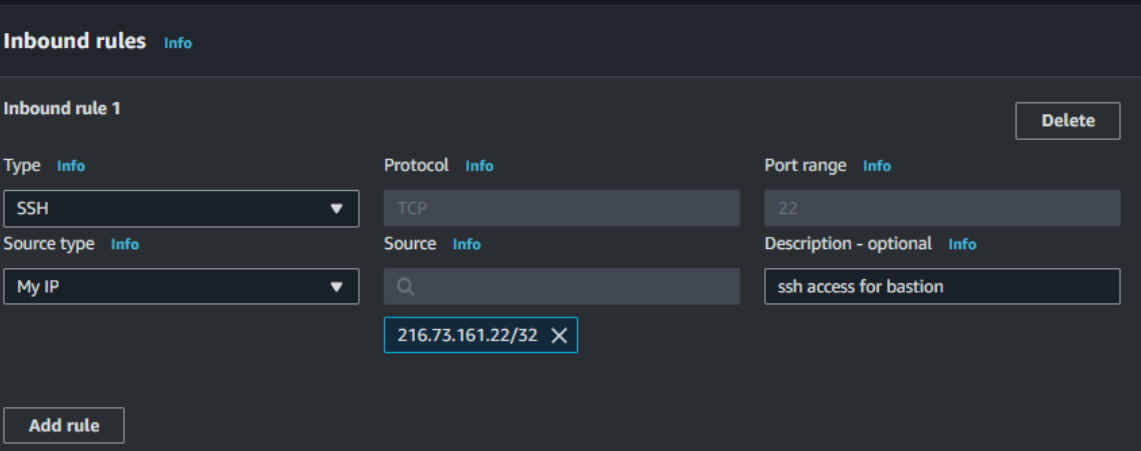 Inbound rules Info
Inbound rule 1
Delete
Type Info
Protocol Info
Port range Info
SSH
TCP
22
Source type Info
Source Info
Description - optional Info
My IP
ssh access for bastion
216.73.161.22/32
Add rule